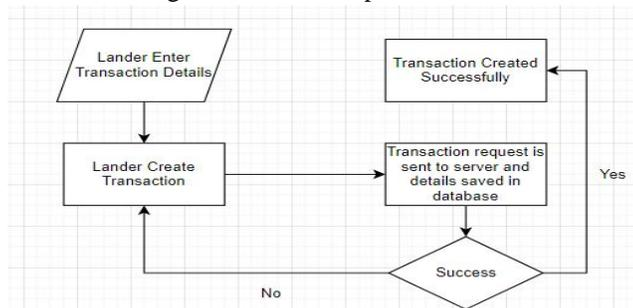 Lander Enter
Transaction Details
Transaction Created
Successfully
Lander Create
Transaction
Transaction request is
sent to server and
details saved in
database
Yes
Success
No